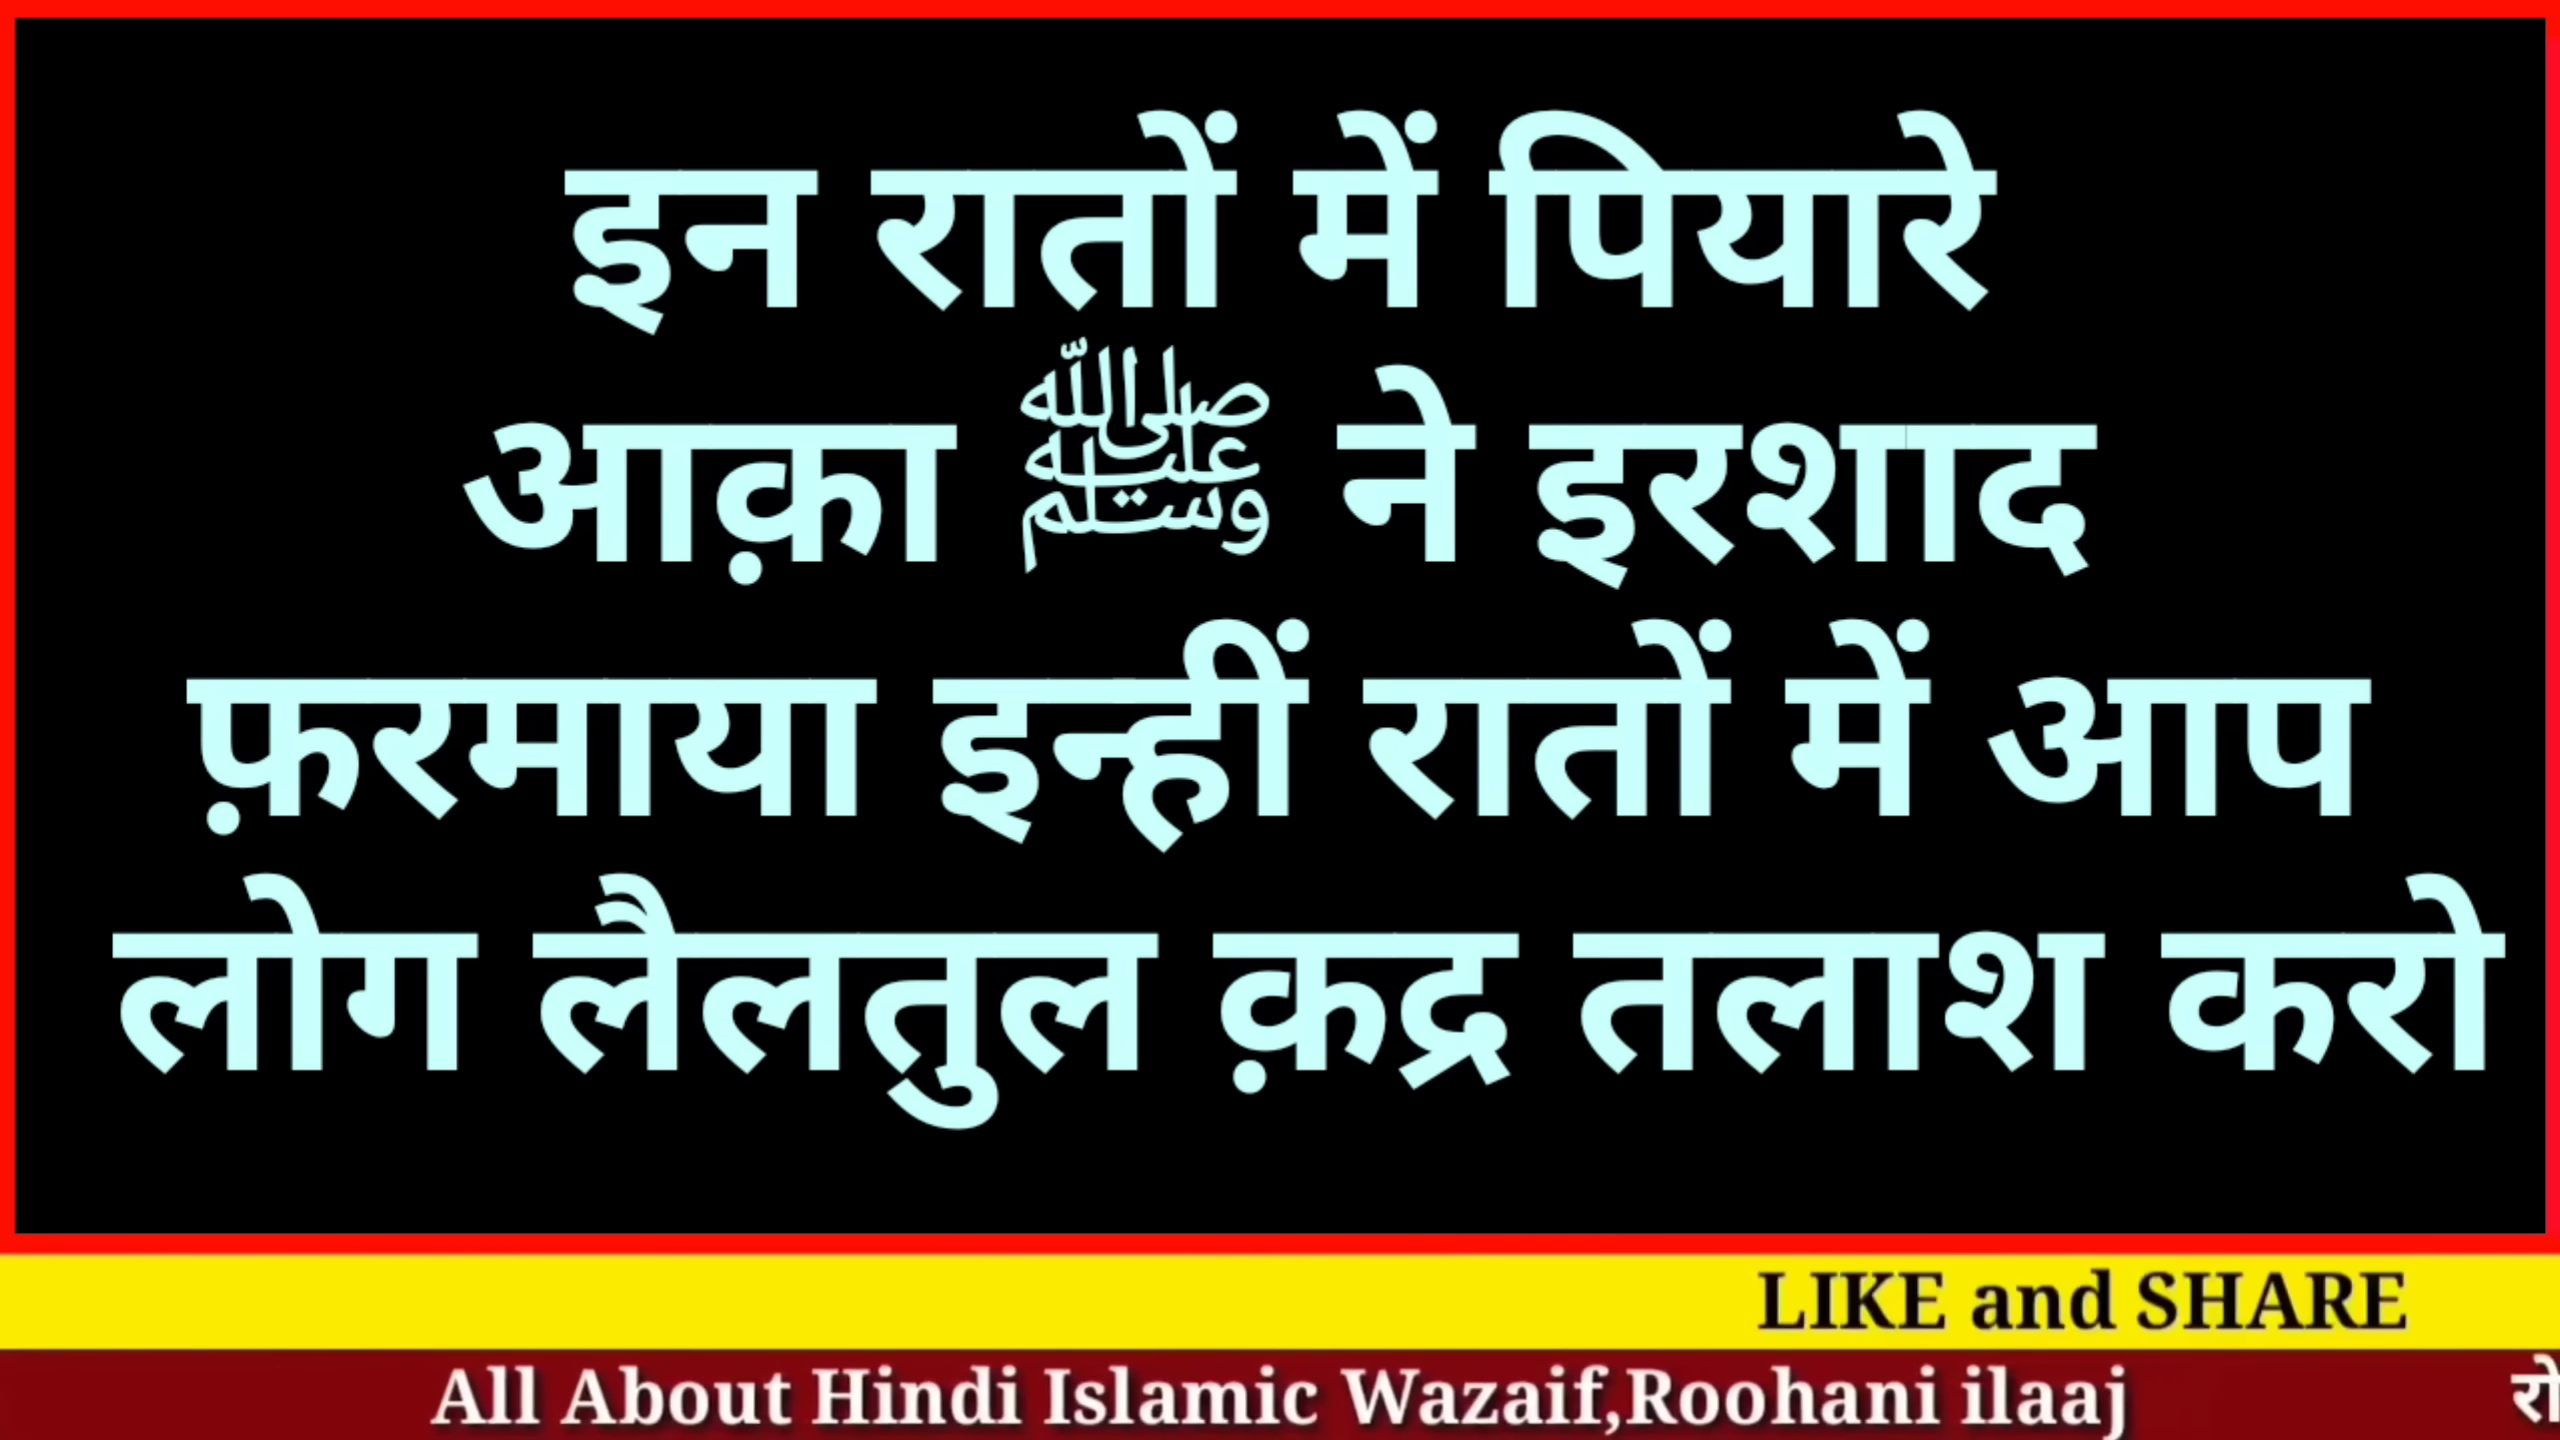 इन रातों में पियारे
आक़ा ﷺ ने इरशाद
फ़रमाया इन्हीं रातों में आप
लोग लैलतुल क़द्र तलाश करो
LIKE and SHARE
All About Hindi Islamic Wazaif,Roohani ilaaj